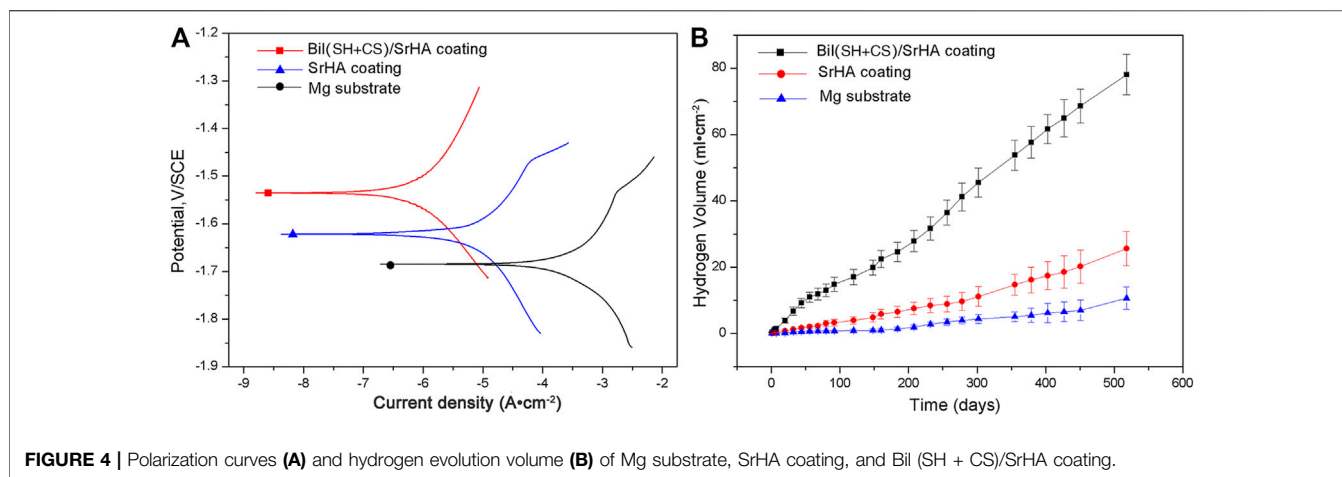 A
Bil(SH+CS)/SrHA coating
SrHA coating
Mg substrate
-1.2
-1.3
-1.4
-1.5
-1.6
-1.7
-1.8
-1.9
Potential,V/SCE
-9 -8 -7 -6 -5 -4 -3 -2
Current density (A•cm⁻²)
B
Bil(SH+CS)/SrHA coating
SrHA coating
Mg substrate
80
60
40
20
0
Hydrogen Volume (ml•cm⁻²)
0 100 200 300 400 500 600
Time (days)
FIGURE 4 | Polarization curves (A) and hydrogen evolution volume (B) of Mg substrate, SrHA coating, and Bil (SH + CS)/SrHA coating.